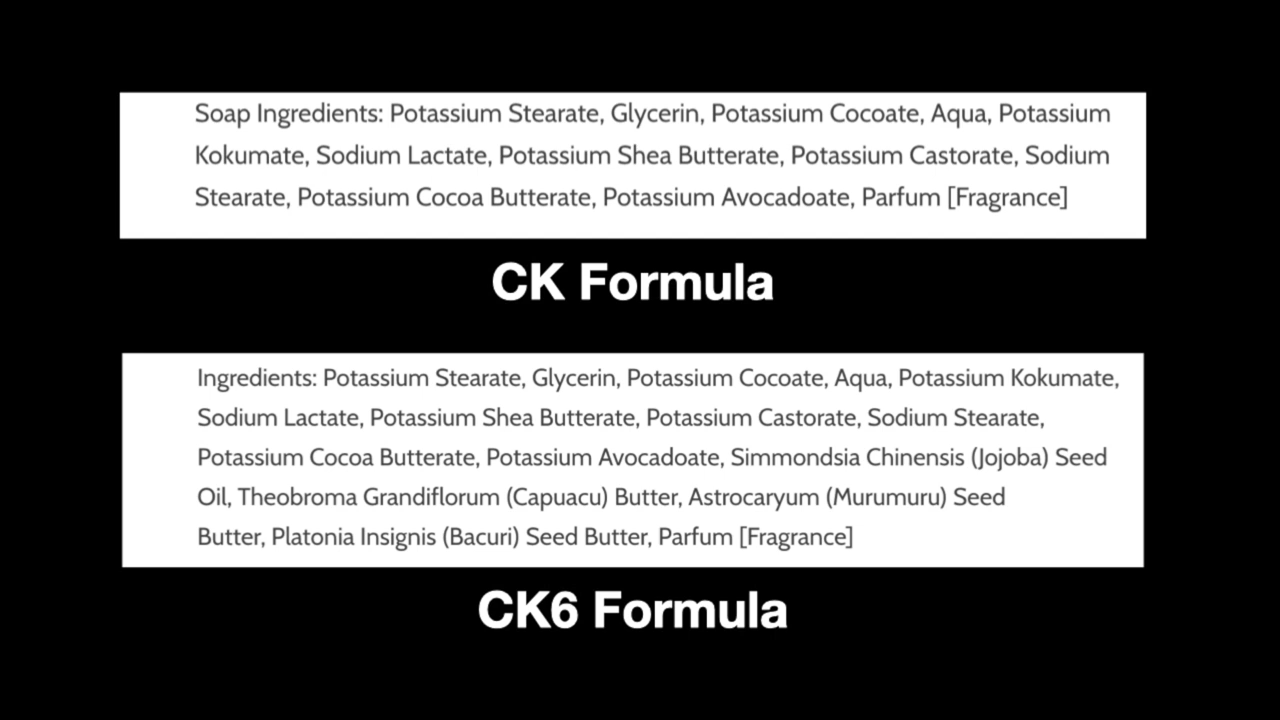 Soap Ingredients: Potassium Stearate, Glycerin, Potassium Cocoate, Aqua, Potassium
Kokumate, Sodium Lactate, Potassium Shea Butterate, Potassium Castorate, Sodium
Stearate, Potassium Cocoa Butterate, Potassium Avocadoate, Parfum [Fragrance]
CK Formula
Ingredients: Potassium Stearate, Glycerin, Potassium Cocoate, Aqua, Potassium Kokumate,
Sodium Lactate, Potassium Shea Butterate, Potassium Castorate, Sodium Stearate,
Potassium Cocoa Butterate, Potassium Avocadoate, Simmondsia Chinensis (Jojoba) Seed
Oil, Theobroma Grandiflorum (Capuacu) Butter, Astrocaryum (Murumuru) Seed
Butter, Platonia Insignis (Bacuri) Seed Butter, Parfum [Fragrance]
CK6 Formula